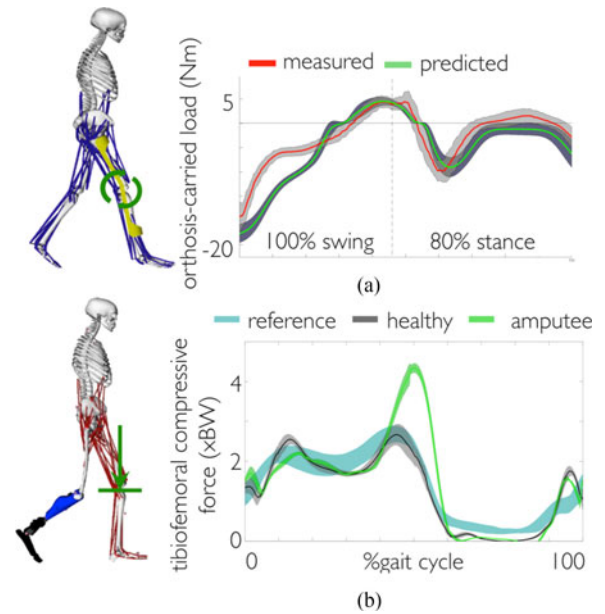 measured predicted
orthosis-carried load (Nm)
5
-20
100% swing 80% stance
(a)
reference healthy amputee
tibiofemoral compressive
force (xBW)
4
2
0
0 %gait cycle 100
(b)